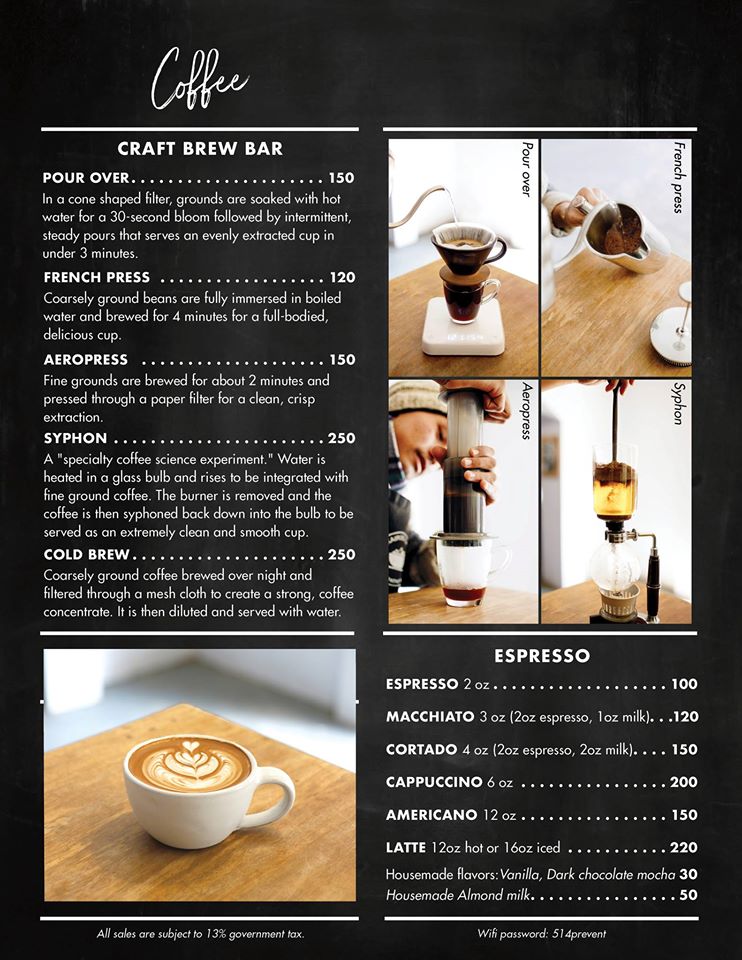 Coffee
CRAFT BREW BAR
POUR OVER . . . . . . . . . . . . . . . . . . . . . . 150
In a cone shaped filter, grounds are soaked with hot
water for a 30-second bloom followed by intermittent,
steady pours that serves an evenly extracted cup in
under 3 minutes.
FRENCH PRESS . . . . . . . . . . . . . . . . . . . 120
Coarsely ground beans are fully immersed in boiled
water and brewed for 4 minutes for a full-bodied,
delicious cup.
AEROPRESS . . . . . . . . . . . . . . . . . . . . . 150
Fine grounds are brewed for about 2 minutes and
pressed through a paper filter for a clean, crisp
extraction.
SYPHON . . . . . . . . . . . . . . . . . . . . . . . . 250
A "specialty coffee science experiment." Water is
heated in a glass bulb and rises to be integrated with
fine ground coffee. The burner is removed and the
coffee is then syphoned back down into the bulb to be
served as an extremely clean and smooth cup.
COLD BREW . . . . . . . . . . . . . . . . . . . . . . 250
Coarsely ground coffee brewed over night and
filtered through a mesh cloth to create a strong, coffee
concentrate. It is then diluted and served with water.
Pour over
French press
Aeropress
Syphon
ESPRESSO
ESPRESSO 2 oz . . . . . . . . . . . . . . . . . . . 100
MACCHIATO 3 oz (2oz espresso, 1oz milk). . .120
CORTADO 4 oz (2oz espresso, 2oz milk). . . . 150
CAPPUCCINO 6 oz . . . . . . . . . . . . . . . . 200
AMERICANO 12 oz . . . . . . . . . . . . . . . . 150
LATTE 12oz hot or 16oz iced . . . . . . . . . . . 220
Housemade flavors: Vanilla, Dark chocolate mocha 30
Housemade Almond milk. . . . . . . . . . . . . . . . 50
All sales are subject to 13% government tax.
Wifi password: 514prevent